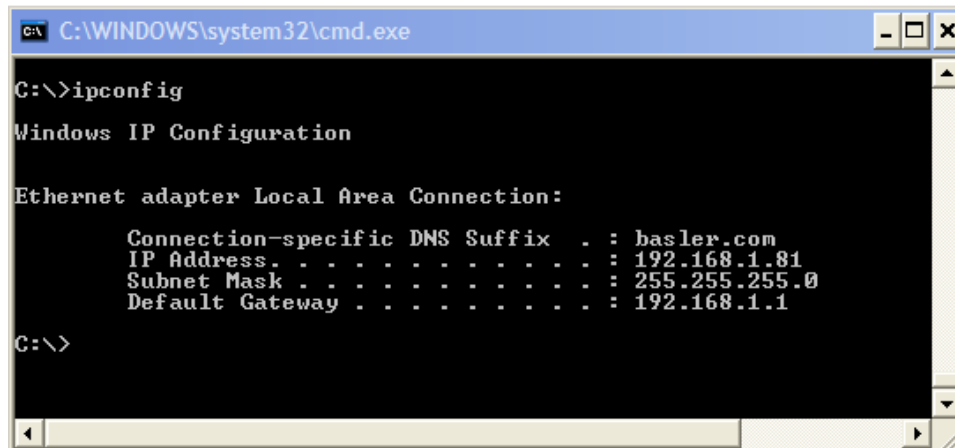 C:\WINDOWS\system32\cmd.exe
C:\>ipconfig
Windows IP Configuration
Ethernet adapter Local Area Connection:
Connection-specific DNS Suffix  . : basler.com
IP Address. . . . . . . . . . . . : 192.168.1.81
Subnet Mask . . . . . . . . . . . : 255.255.255.0
Default Gateway . . . . . . . . . : 192.168.1.1
C:\>